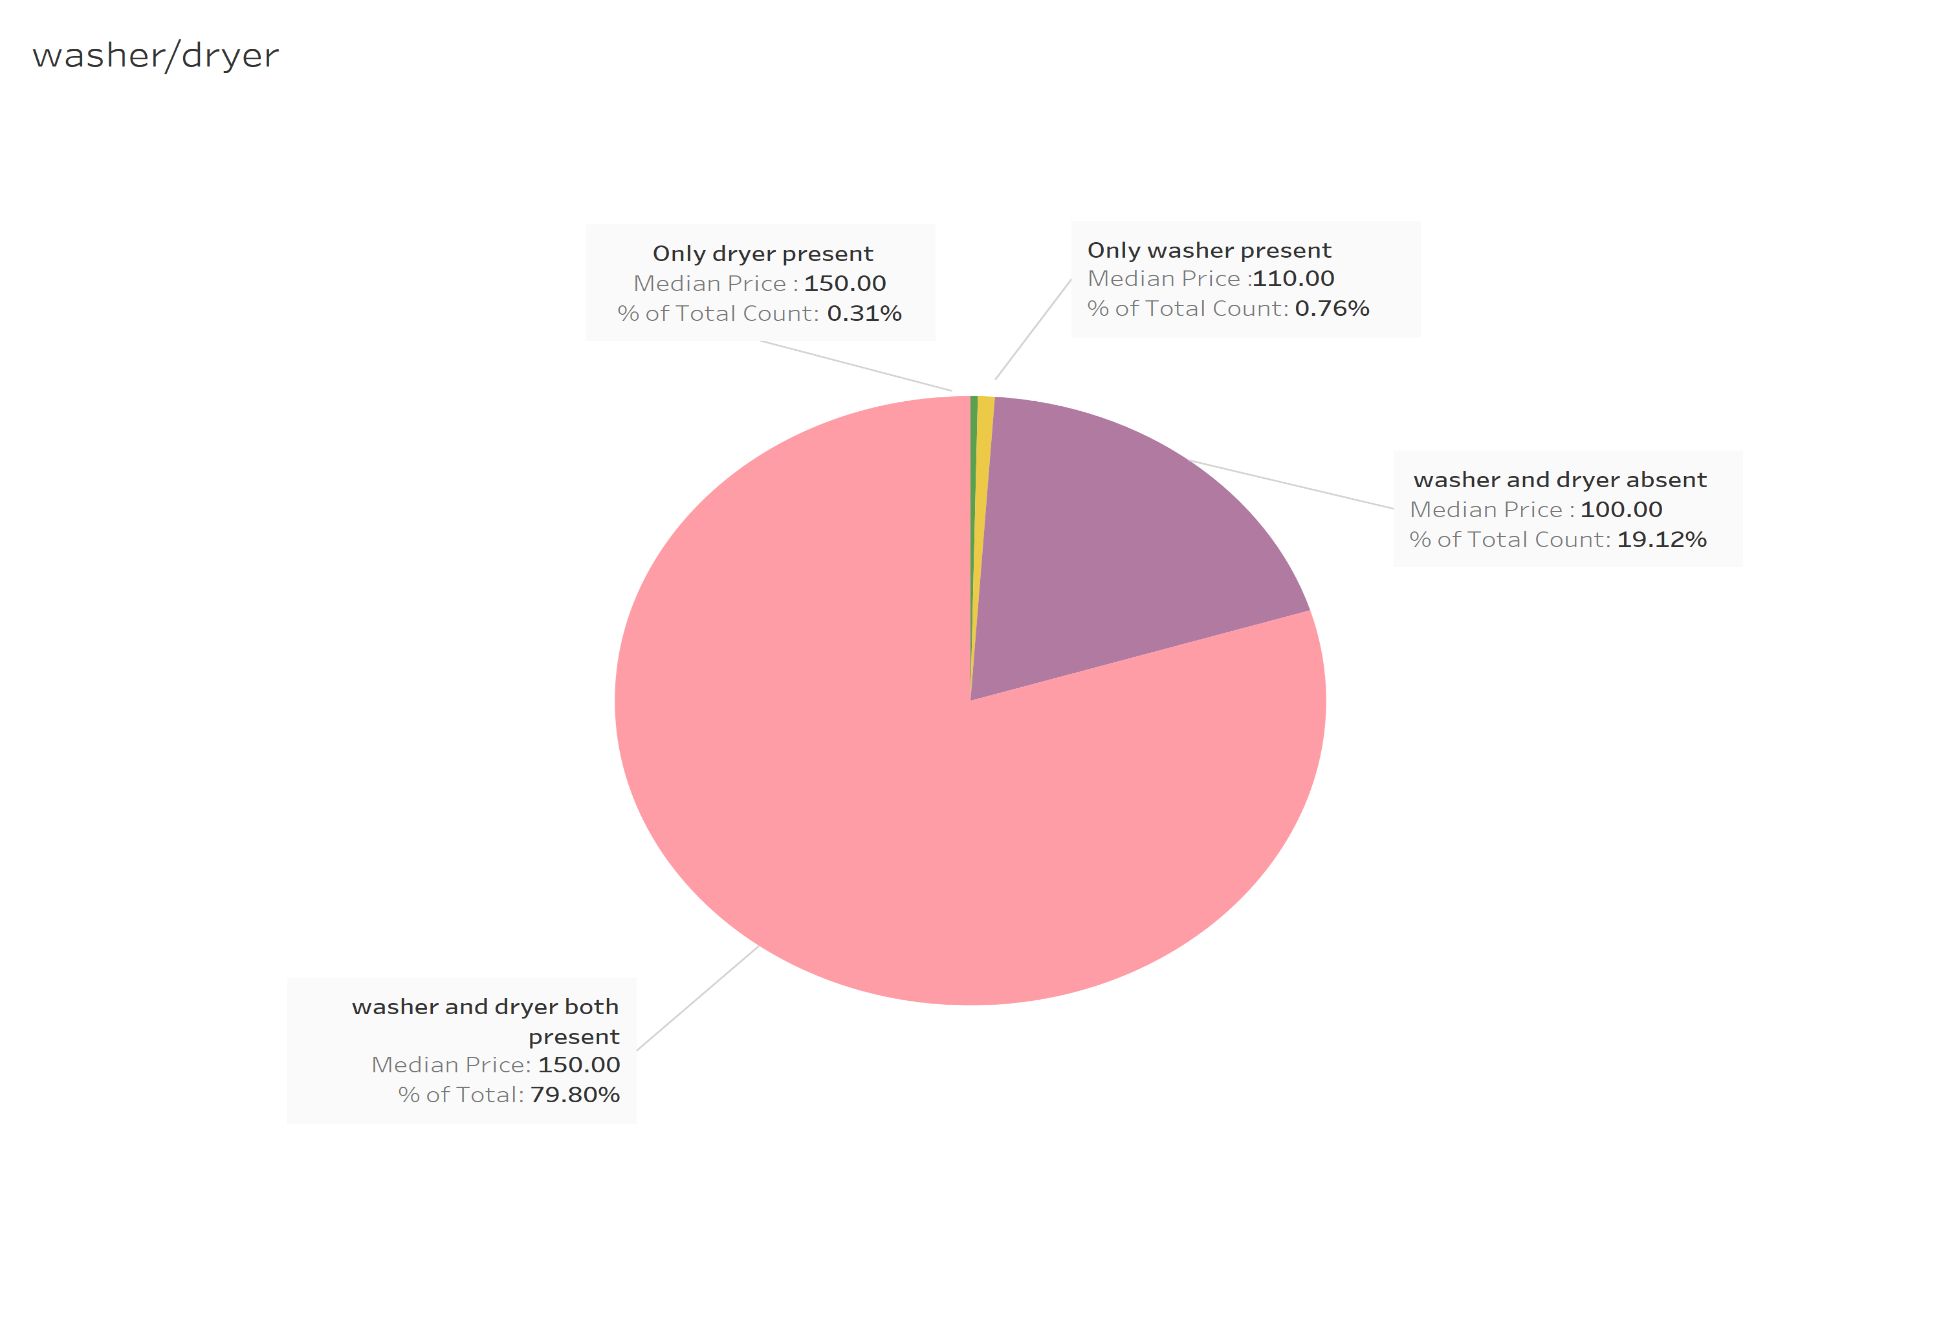 washer/dryer
Only dryer present
Median Price : 150.00
% of Total Count: 0.31%
Only washer present
Median Price :110.00
% of Total Count: 0.76%
washer and dryer absent
Median Price : 100.00
% of Total Count: 19.12%
washer and dryer both
present
Median Price: 150.00
% of Total: 79.80%